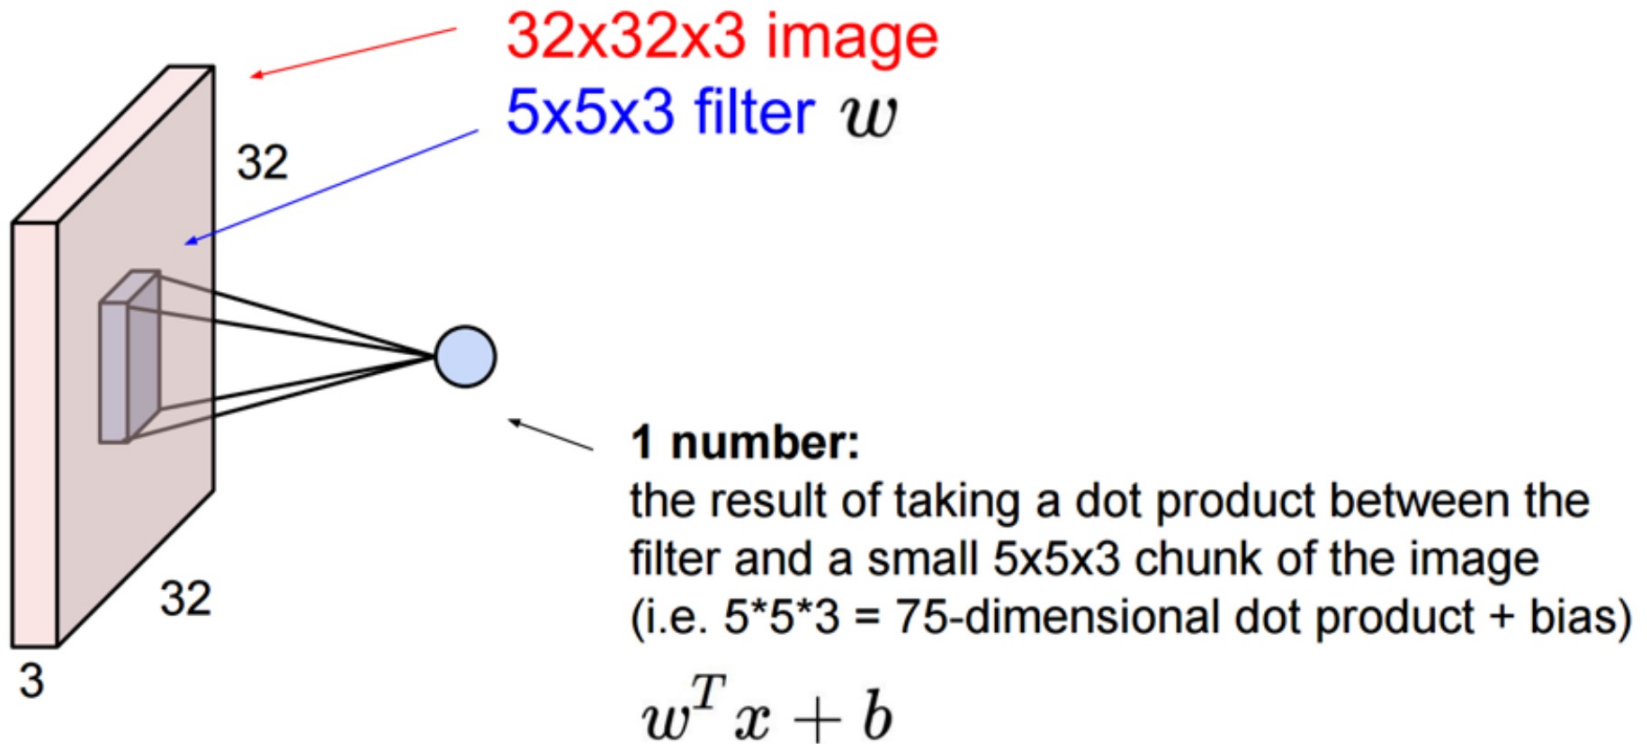 32x32x3 image
5x5x3 filter w
32
32
3
1 number:
the result of taking a dot product between the
filter and a small 5x5x3 chunk of the image
(i.e. 5*5*3 = 75-dimensional dot product + bias)
w^T x + b